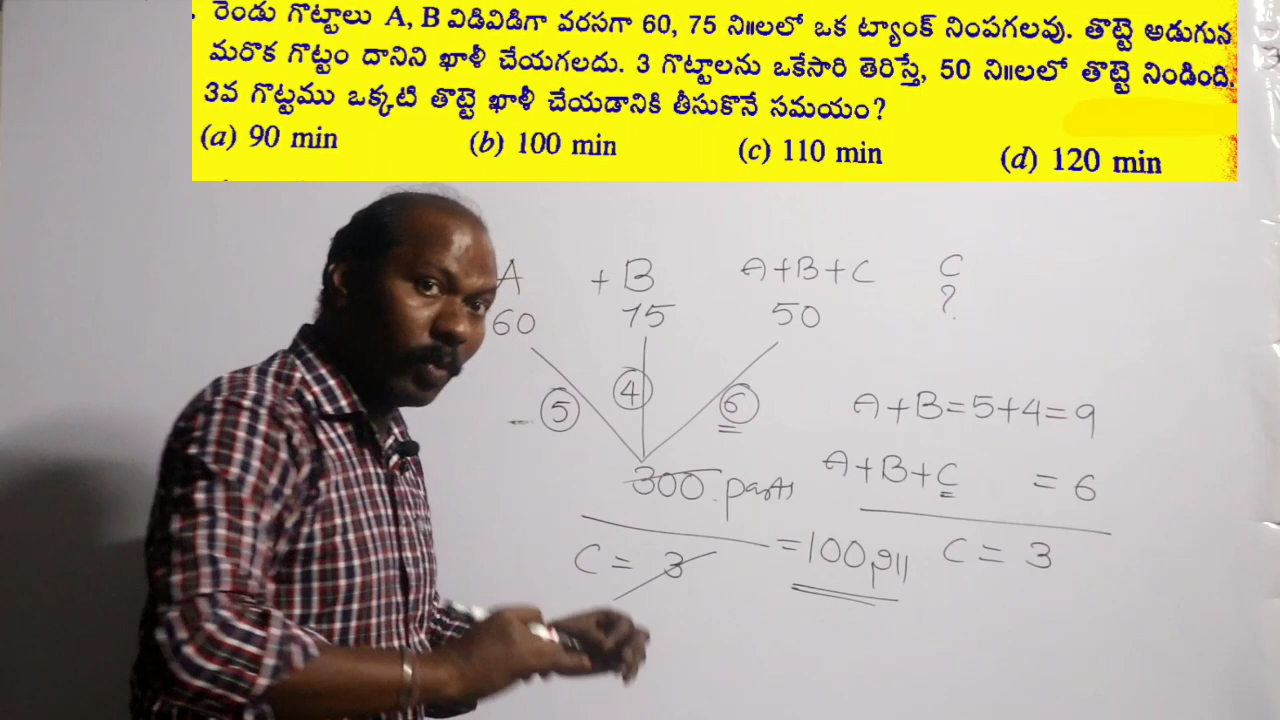 రెండు గొట్టాలు A, B విడివిడిగా వరసగా 60, 75 ని॥లలో ఒక ట్యాంక్ నింపగలవు. తొట్టె అడుగున
మరొక గొట్టం దానిని ఖాళీ చేయగలదు. 3 గొట్టాలను ఒకేసారి తెరిస్తే, 50 ని॥లలో తొట్టె నిండింది.
3వ గొట్టము ఒక్కటి తొట్టె ఖాళీ చేయడానికి తీసుకొనే సమయం?
(a) 90 min (b) 100 min (c) 110 min (d) 120 min
A + B A+B+C C
60 75 50 ?
5 4 6
A+B=5+4=9
300 parts
A+B+C = 6
C = 3 =100ని॥
C = 3